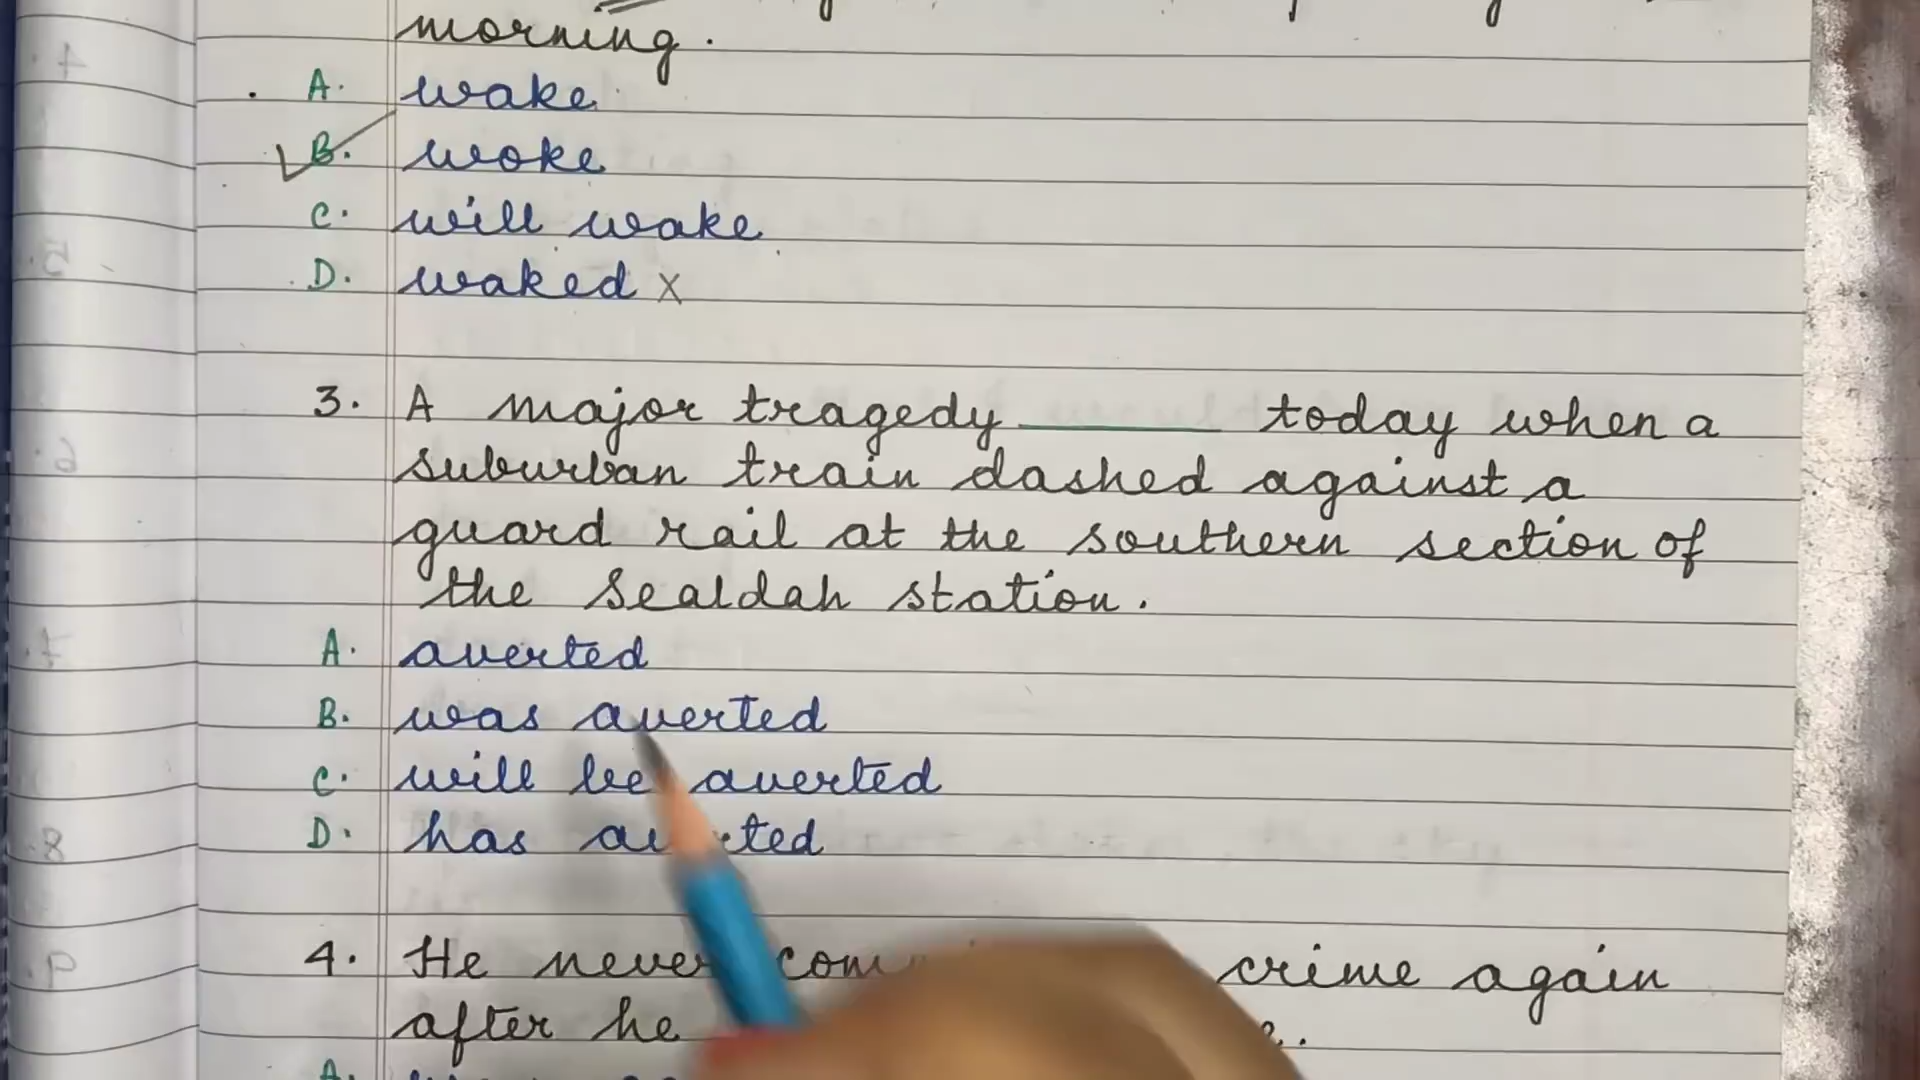 morning.
A. wake
B. woke
C. will wake
D. waked x
3. A major tragedy ______ today when a
suburban train dashed against a
guard rail at the southern section of
the Sealdah station.
A. averted
B. was averted
C. will be averted
D. has averted
4. He never crime again
after he
A.